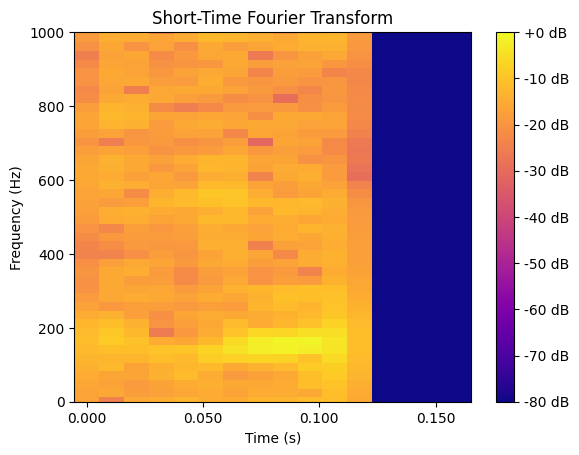 Short-Time Fourier Transform
1000
800
600
400
200
0
Frequency (Hz)
0.000
0.050
0.100
0.150
Time (s)
+0 dB
-10 dB
-20 dB
-30 dB
-40 dB
-50 dB
-60 dB
-70 dB
-80 dB